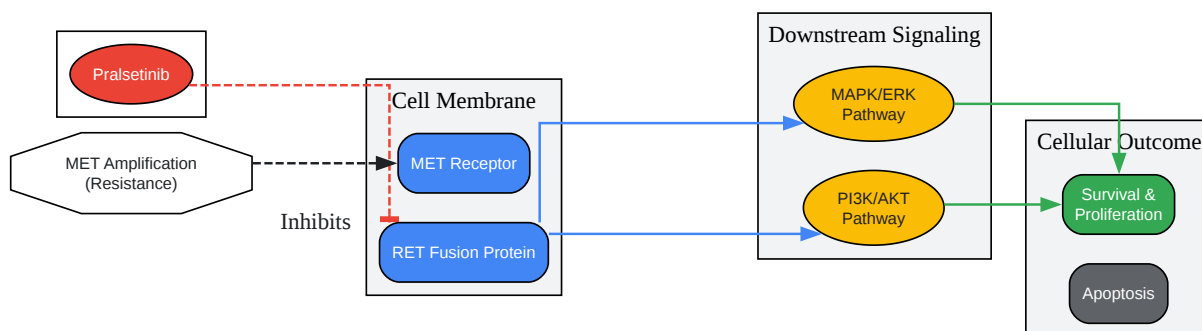 Pralsetinib
MET Amplification
(Resistance)
Inhibits
Cell Membrane
MET Receptor
RET Fusion Protein
Downstream Signaling
MAPK/ERK
Pathway
PI3K/AKT
Pathway
Cellular Outcome
Survival &
Proliferation
Apoptosis